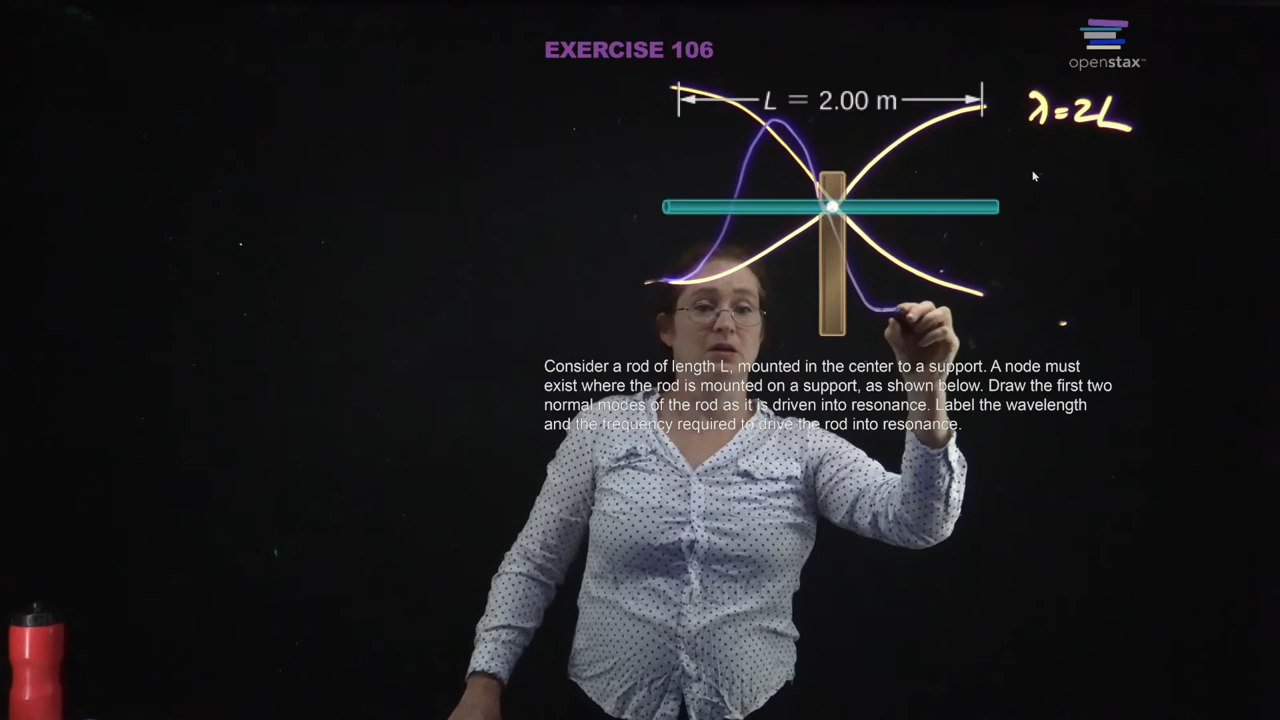 EXERCISE 106
openstax™
L = 2.00 m
λ = 2L
Consider a rod of length L, mounted in the center to a support. A node must
exist where the rod is mounted on a support, as shown below. Draw the first two
normal modes of the rod as it is driven into resonance. Label the wavelength
and the frequency required to drive the rod into resonance.